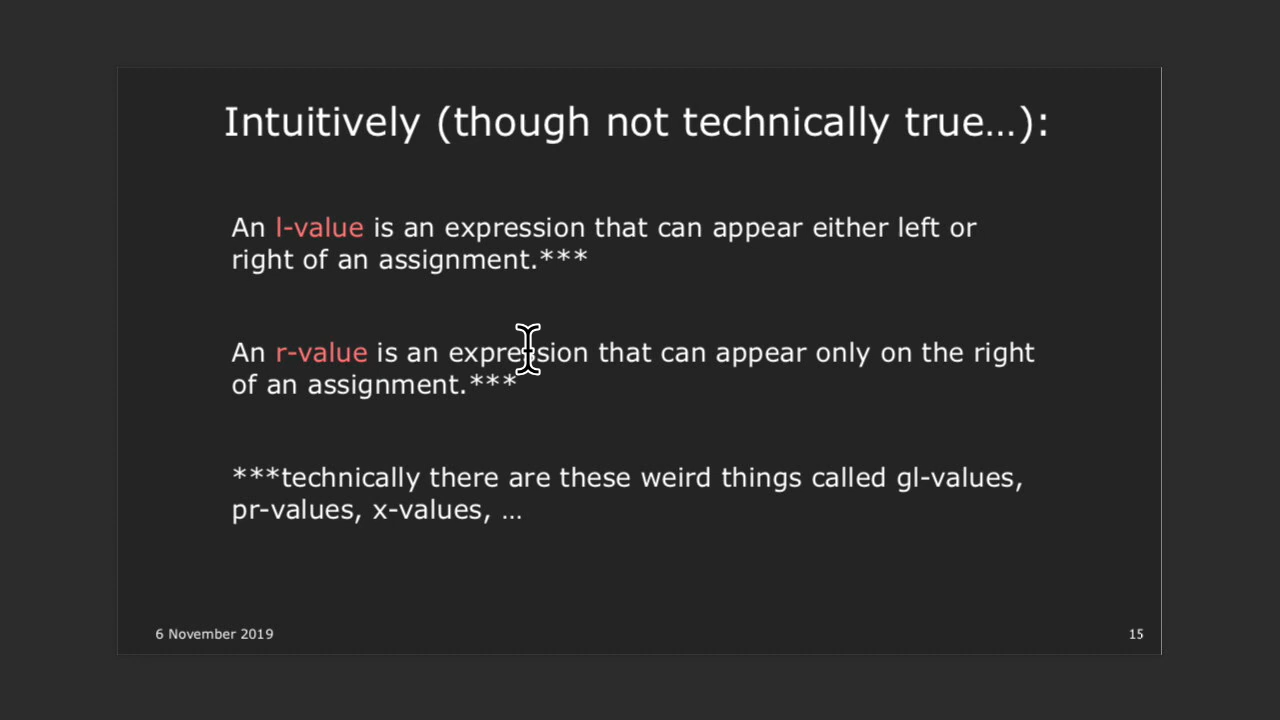 Intuitively (though not technically true…):
An l-value is an expression that can appear either left or
right of an assignment.***
An r-value is an expression that can appear only on the right
of an assignment.***
***technically there are these weird things called gl-values,
pr-values, x-values, …
6 November 2019
15